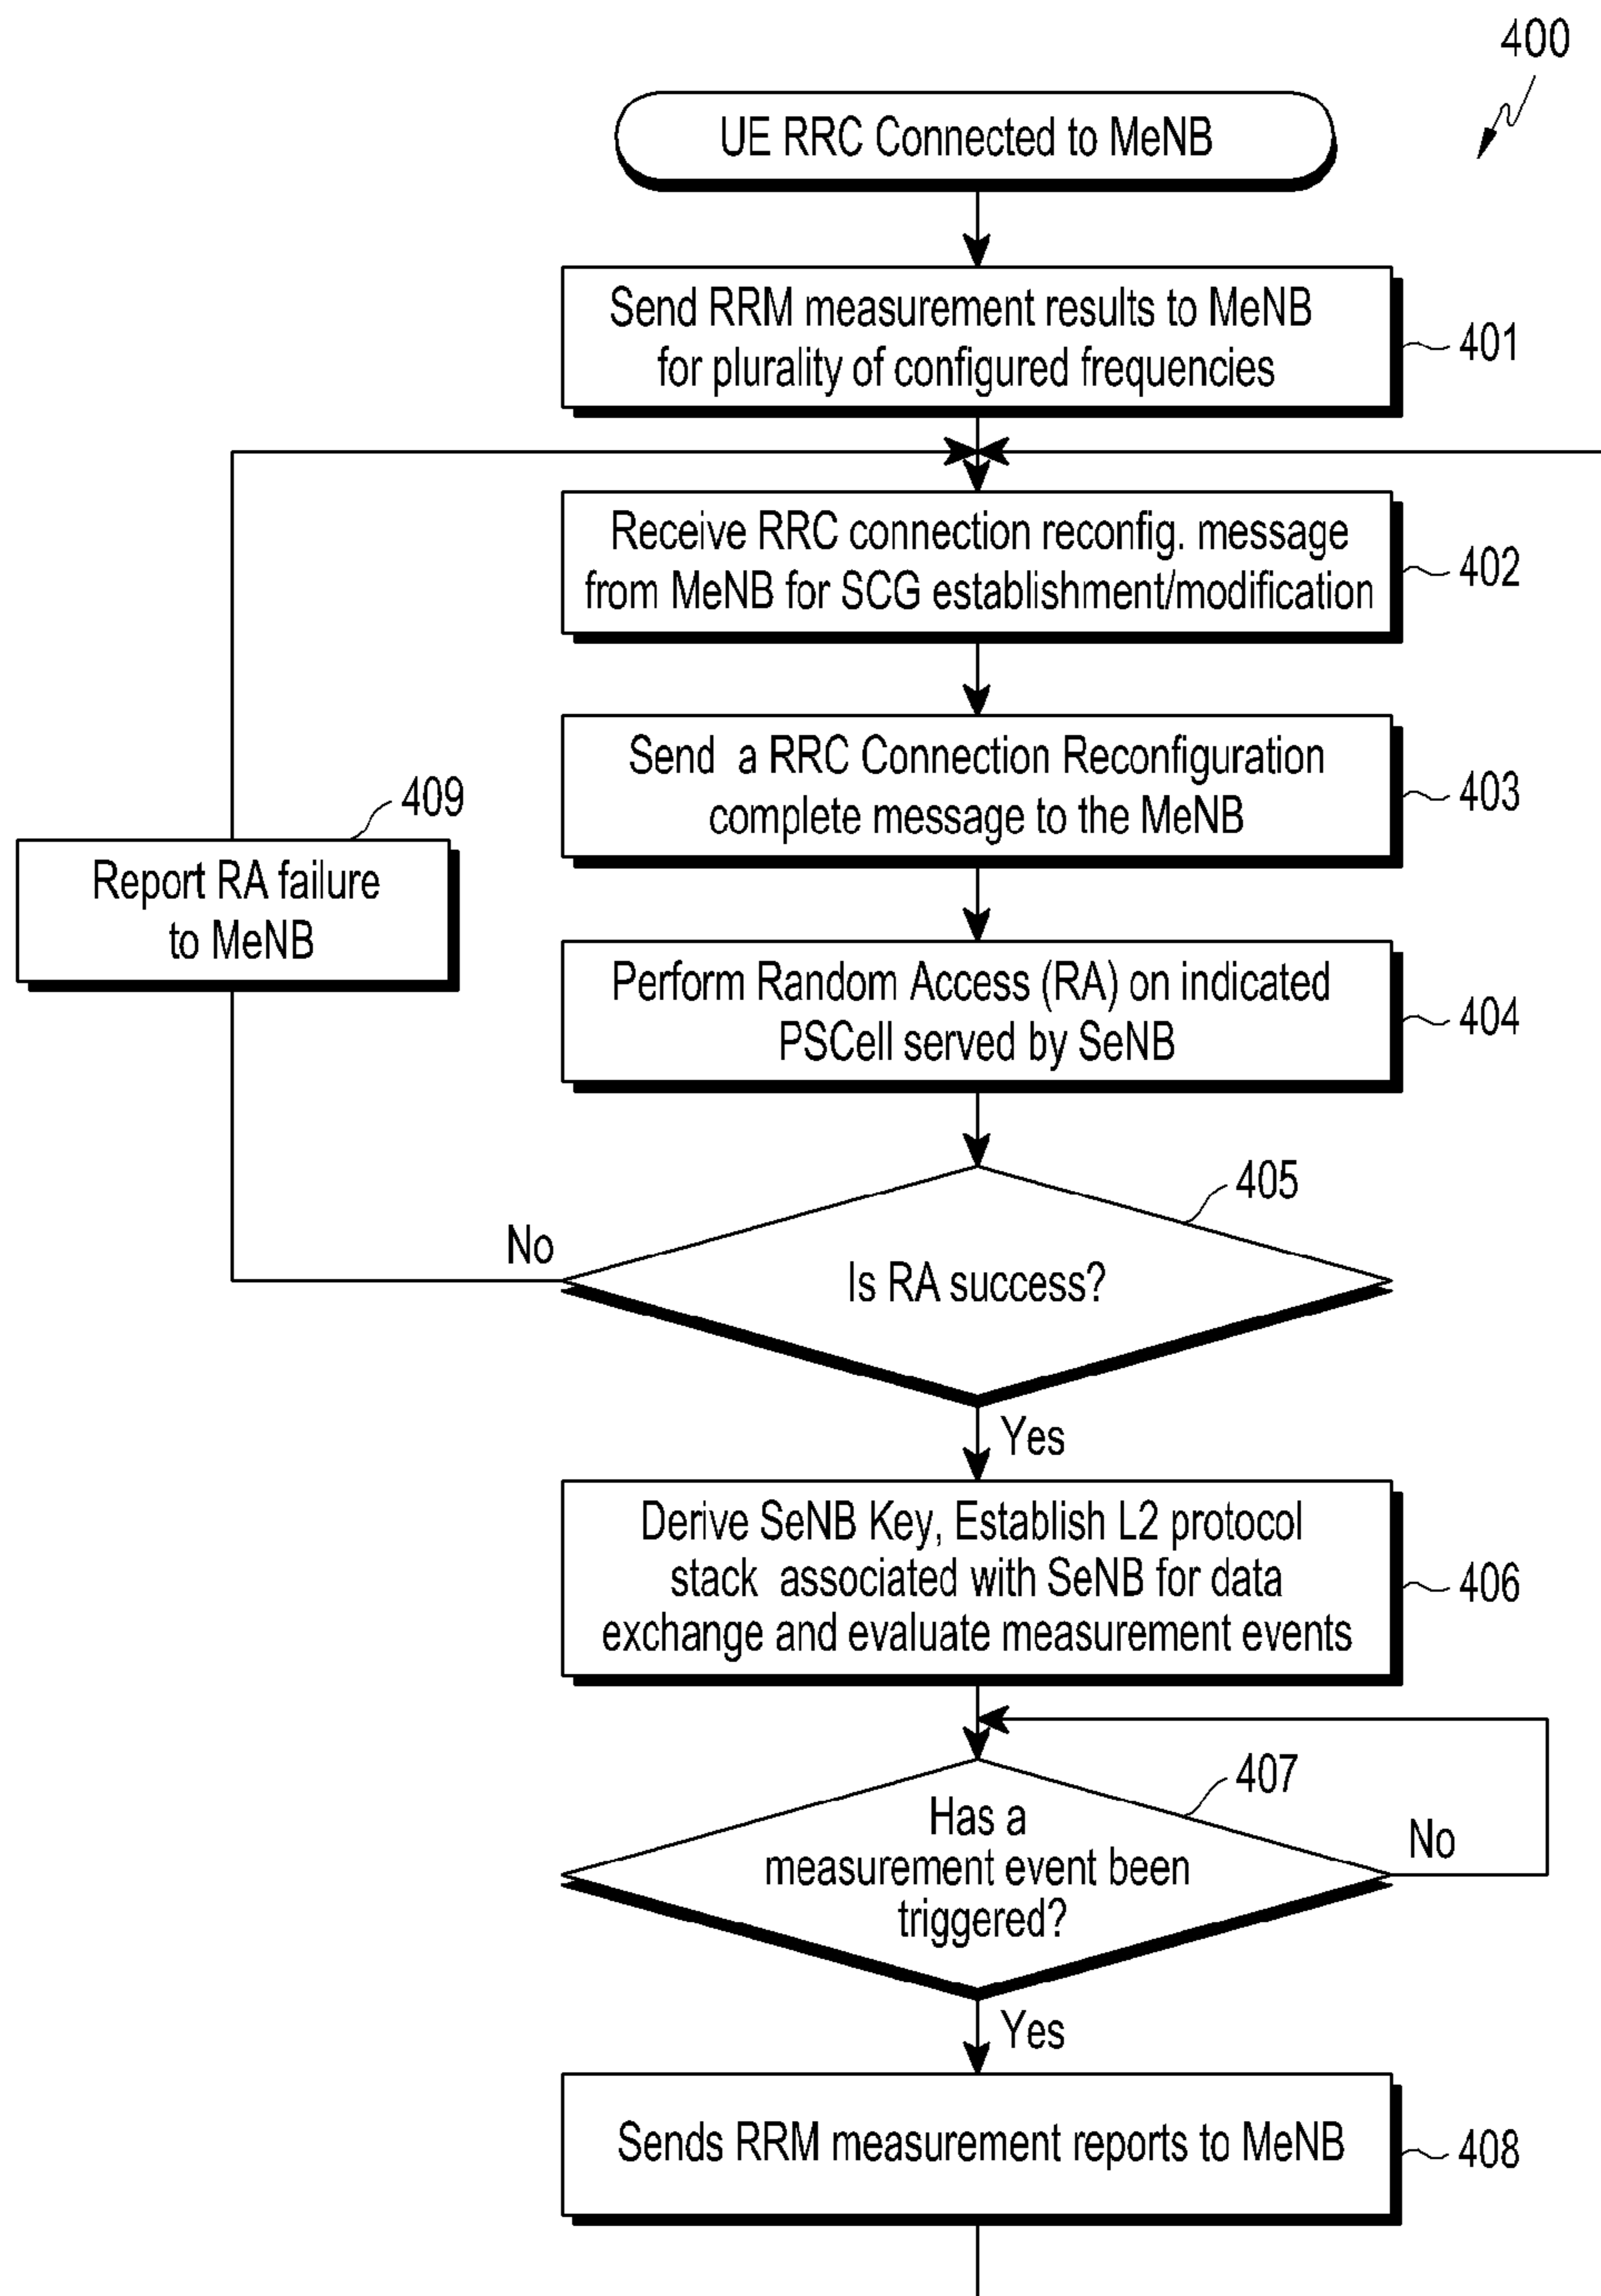 400
UE RRC Connected to MeNB
Send RRM measurement results to MeNB
for plurality of configured frequencies
401
Receive RRC connection reconfig. message
from MeNB for SCG establishment/modification
402
Send a RRC Connection Reconfiguration
complete message to the MeNB
403
409
Report RA failure
to MeNB
Perform Random Access (RA) on indicated
PSCell served by SeNB
404
405
No
Is RA success?
Yes
Derive SeNB Key, Establish L2 protocol
stack associated with SeNB for data
exchange and evaluate measurement events
406
407
Has a
measurement event been
triggered?
No
Yes
Sends RRM measurement reports to MeNB
408